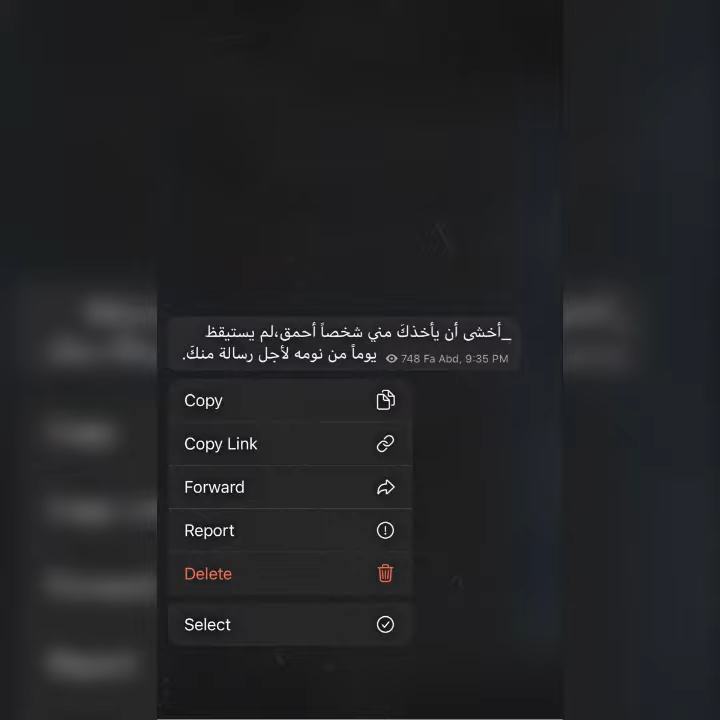 _أخشى أن يأخذكَ مني شخصاً أحمق،لم يستيقظ
يوماً من نومه لأجل رسالة منكَ.
748 Fa Abd, 9:35 PM
Copy
Copy Link
Forward
Report
Delete
Select